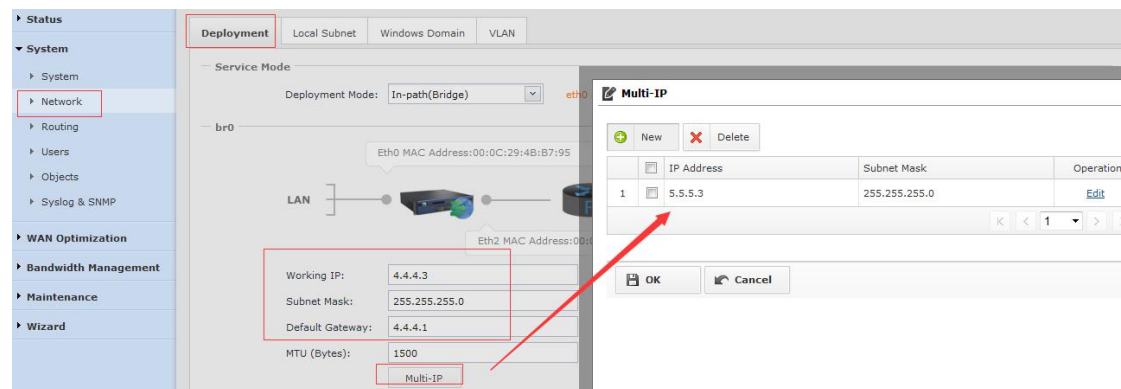 Status
System
System
Network
Routing
Users
Objects
Syslog & SNMP
WAN Optimization
Bandwidth Management
Maintenance
Wizard
Deployment
Local Subnet
Windows Domain
VLAN
Service Mode
Deployment Mode: In-path(Bridge)
eth0
br0
Eth0 MAC Address:00:0C:29:4B:B7:95
LAN
Eth2 MAC Address:00:
Working IP: 4.4.4.3
Subnet Mask: 255.255.255.0
Default Gateway: 4.4.4.1
MTU (Bytes): 1500
Multi-IP
Multi-IP
New Delete
IP Address Subnet Mask Operation
1 5.5.5.3 255.255.255.0 Edit
1
OK Cancel